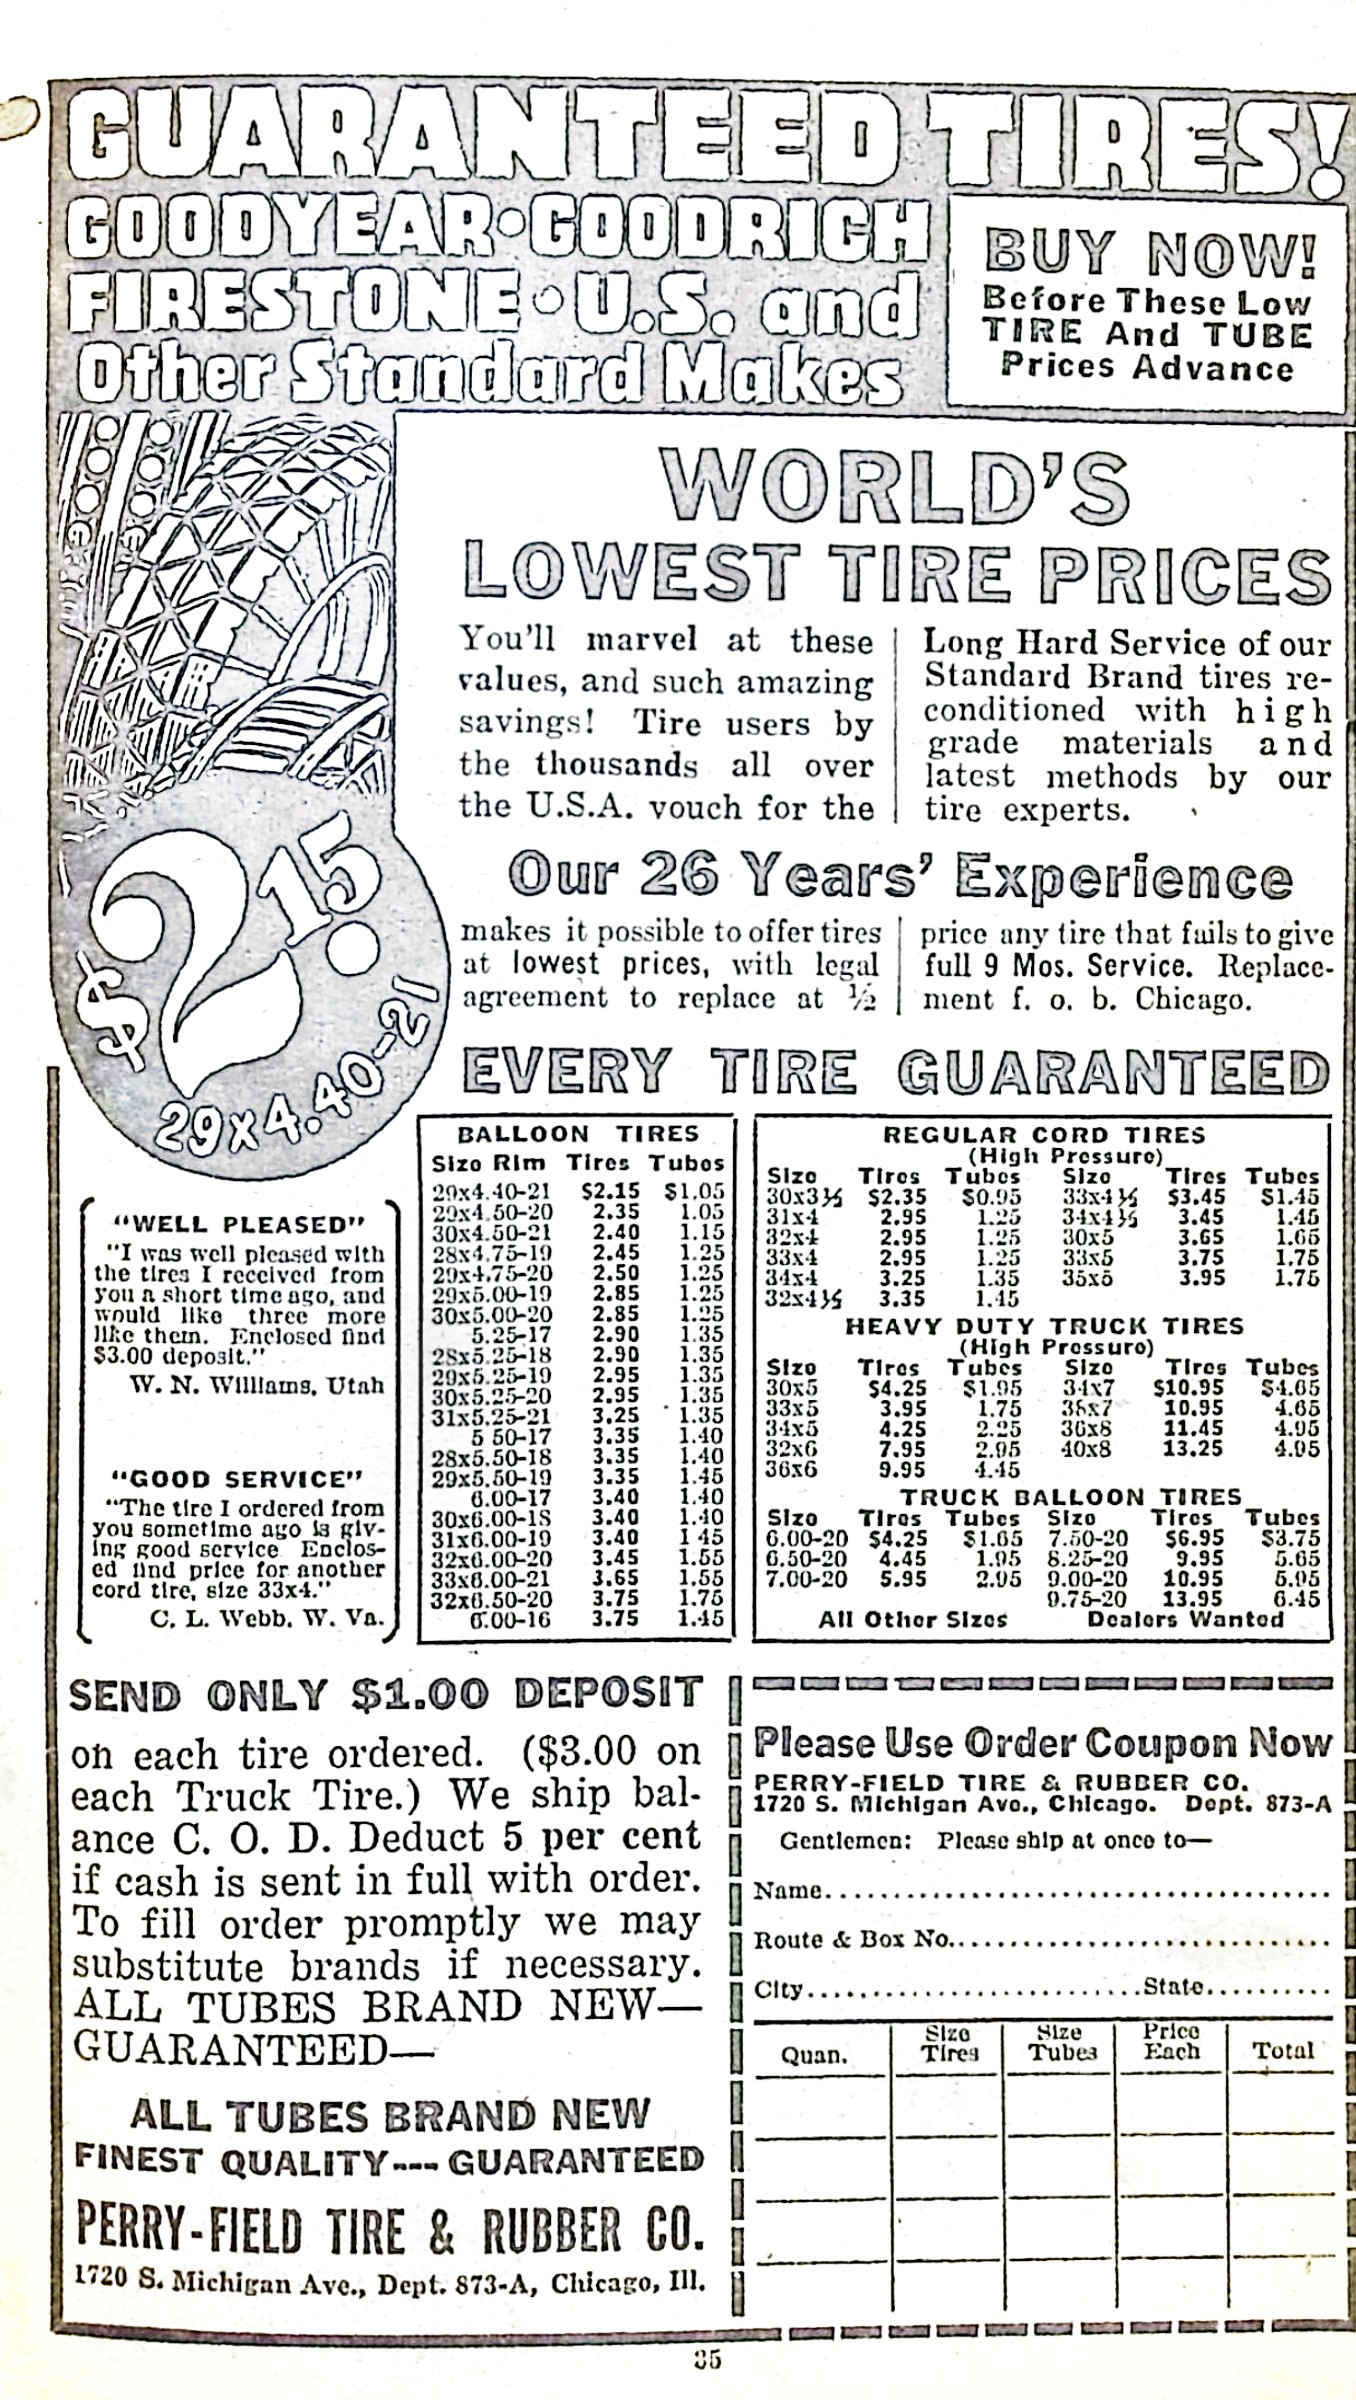 GUARANTEED TIRES!
GOODYEAR • GOODRICH
FIRESTONE • U.S. and
Other Standard Makes
BUY NOW!
Before These Low
TIRE And TUBE
Prices Advance
WORLD'S
LOWEST TIRE PRICES
You'll marvel at these
values, and such amazing
savings! Tire users by
the thousands all over
the U.S.A. vouch for the
Long Hard Service of our
Standard Brand tires re-
conditioned with high
grade materials and
latest methods by our
tire experts.
Our 26 Years' Experience
makes it possible to offer tires
at lowest prices, with legal
agreement to replace at ½
price any tire that fails to give
full 9 Mos. Service. Replace-
ment f. o. b. Chicago.
$2.15
29x4.40-21
EVERY TIRE GUARANTEED
"WELL PLEASED"
"I was well pleased with
the tires I received from
you a short time ago, and
would like three more
like them. Enclosed find
$3.00 deposit."
W. N. Williams, Utah
"GOOD SERVICE"
"The tire I ordered from
you sometime ago is giv-
ing good service Enclos-
ed find price for another
cord tire, size 33x4."
C. L. Webb, W. Va.
BALLOON TIRES
Size Rim Tires Tubes
29x4.40-21 $2.15 $1.05
29x4.50-20 2.35 1.05
30x4.50-21 2.40 1.15
28x4.75-19 2.45 1.25
29x4.75-20 2.50 1.25
29x5.00-19 2.85 1.25
30x5.00-20 2.85 1.25
5.25-17 2.90 1.35
28x5.25-18 2.90 1.35
29x5.25-19 2.95 1.35
30x5.25-20 2.95 1.35
31x5.25-21 3.25 1.35
5 50-17 3.35 1.40
28x5.50-18 3.35 1.40
29x5.50-19 3.35 1.45
6.00-17 3.40 1.40
30x6.00-18 3.40 1.40
31x6.00-19 3.40 1 45
32x6.00-20 3.45 1.55
33x6.00-21 3.65 1.55
32x6.50-20 3.75 1.75
6.00-16 3.75 1.45
REGULAR CORD TIRES
(High Pressure)
Size Tires Tubes Size Tires Tubes
30x3½ $2.35 $0.95 33x4½ $3.45 $1.45
31x4 2.95 1.25 34x4½ 3.45 1.45
32x4 2.95 1.25 30x5 3.65 1.65
33x4 2.95 1.25 33x5 3.75 1.75
34x4 3.25 1.35 35x5 3.95 1.75
32x4½ 3.35 1.45
HEAVY DUTY TRUCK TIRES
(High Pressure)
Size Tires Tubes Size Tires Tubes
30x5 $4.25 $1.95 34x7 $10.95 $4.65
33x5 3.95 1.75 38x7 10.95 4.65
34x5 4.25 2.25 36x8 11.45 4.95
32x6 7.95 2.95 40x8 13.25 4.95
36x6 9.95 4.45
TRUCK BALLOON TIRES
Size Tires Tubes Size Tires Tubes
6.00-20 $4.25 $1.65 7.50-20 $6.95 $3.75
6.50-20 4.45 1.95 8.25-20 9.95 5.65
7.00-20 5.95 2.95 9.00-20 10.95 5.95
9.75-20 13.95 6.45
All Other Sizes Dealers Wanted
SEND ONLY $1.00 DEPOSIT
on each tire ordered. ($3.00 on
each Truck Tire.) We ship bal-
ance C. O. D. Deduct 5 per cent
if cash is sent in full with order.
To fill order promptly we may
substitute brands if necessary.
ALL TUBES BRAND NEW—
GUARANTEED—
ALL TUBES BRAND NEW
FINEST QUALITY---GUARANTEED
PERRY-FIELD TIRE & RUBBER CO.
1720 S. Michigan Ave., Dept. 873-A, Chicago, Ill.
Please Use Order Coupon Now
PERRY-FIELD TIRE & RUBBER CO.
1720 S. Michigan Ave., Chicago. Dept. 873-A
Gentlemen: Please ship at once to—
Name
Route & Box No.
City State
Quan. Size Tires Size Tubes Price Each Total
35